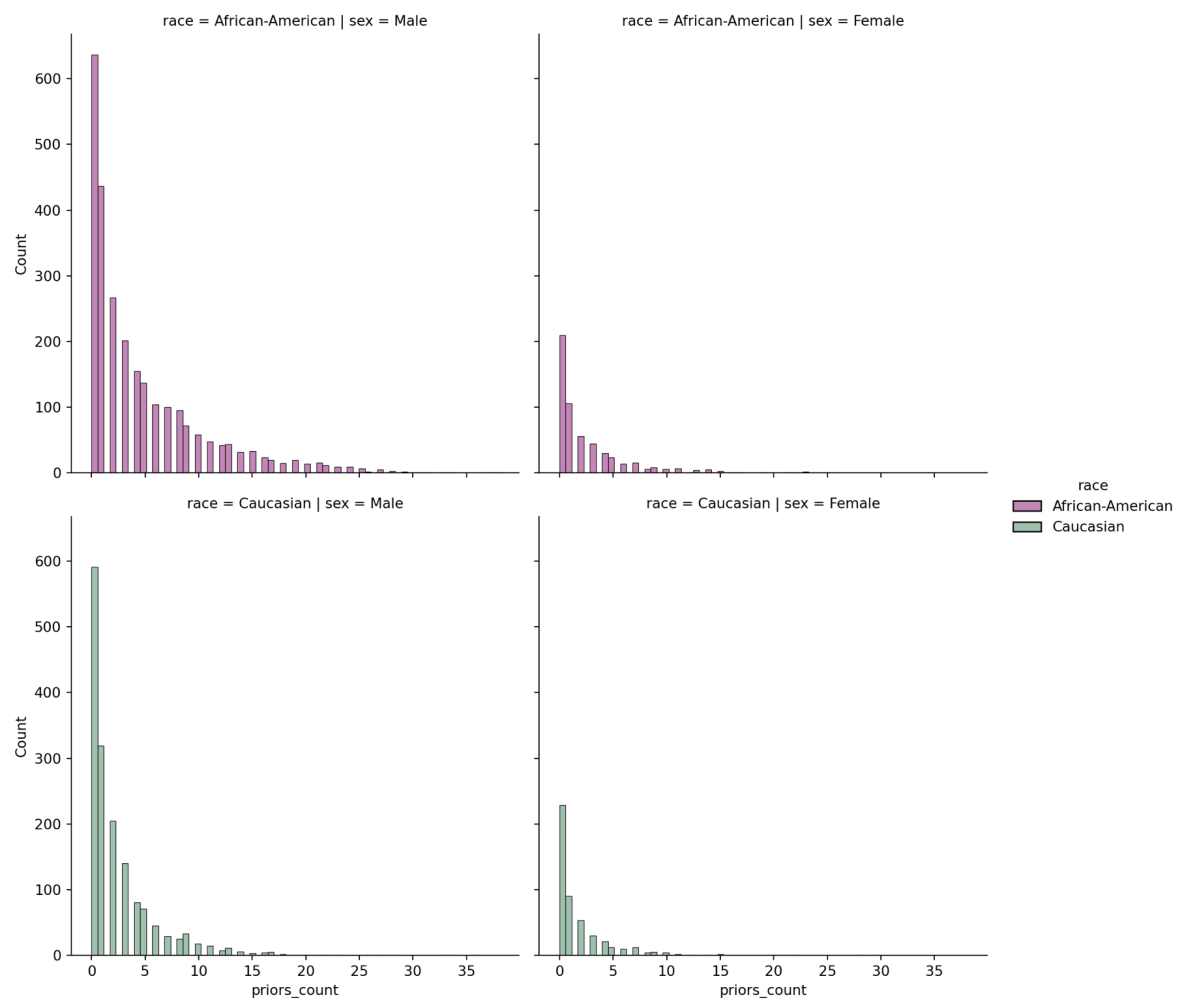 race = African-American | sex = Male
race = African-American | sex = Female
600
500
400
300
200
100
0
Count
race = Caucasian | sex = Male
race = Caucasian | sex = Female
race
African-American
Caucasian
600
500
400
300
200
100
0
Count
0 5 10 15 20 25 30 35
0 5 10 15 20 25 30 35
priors_count
priors_count